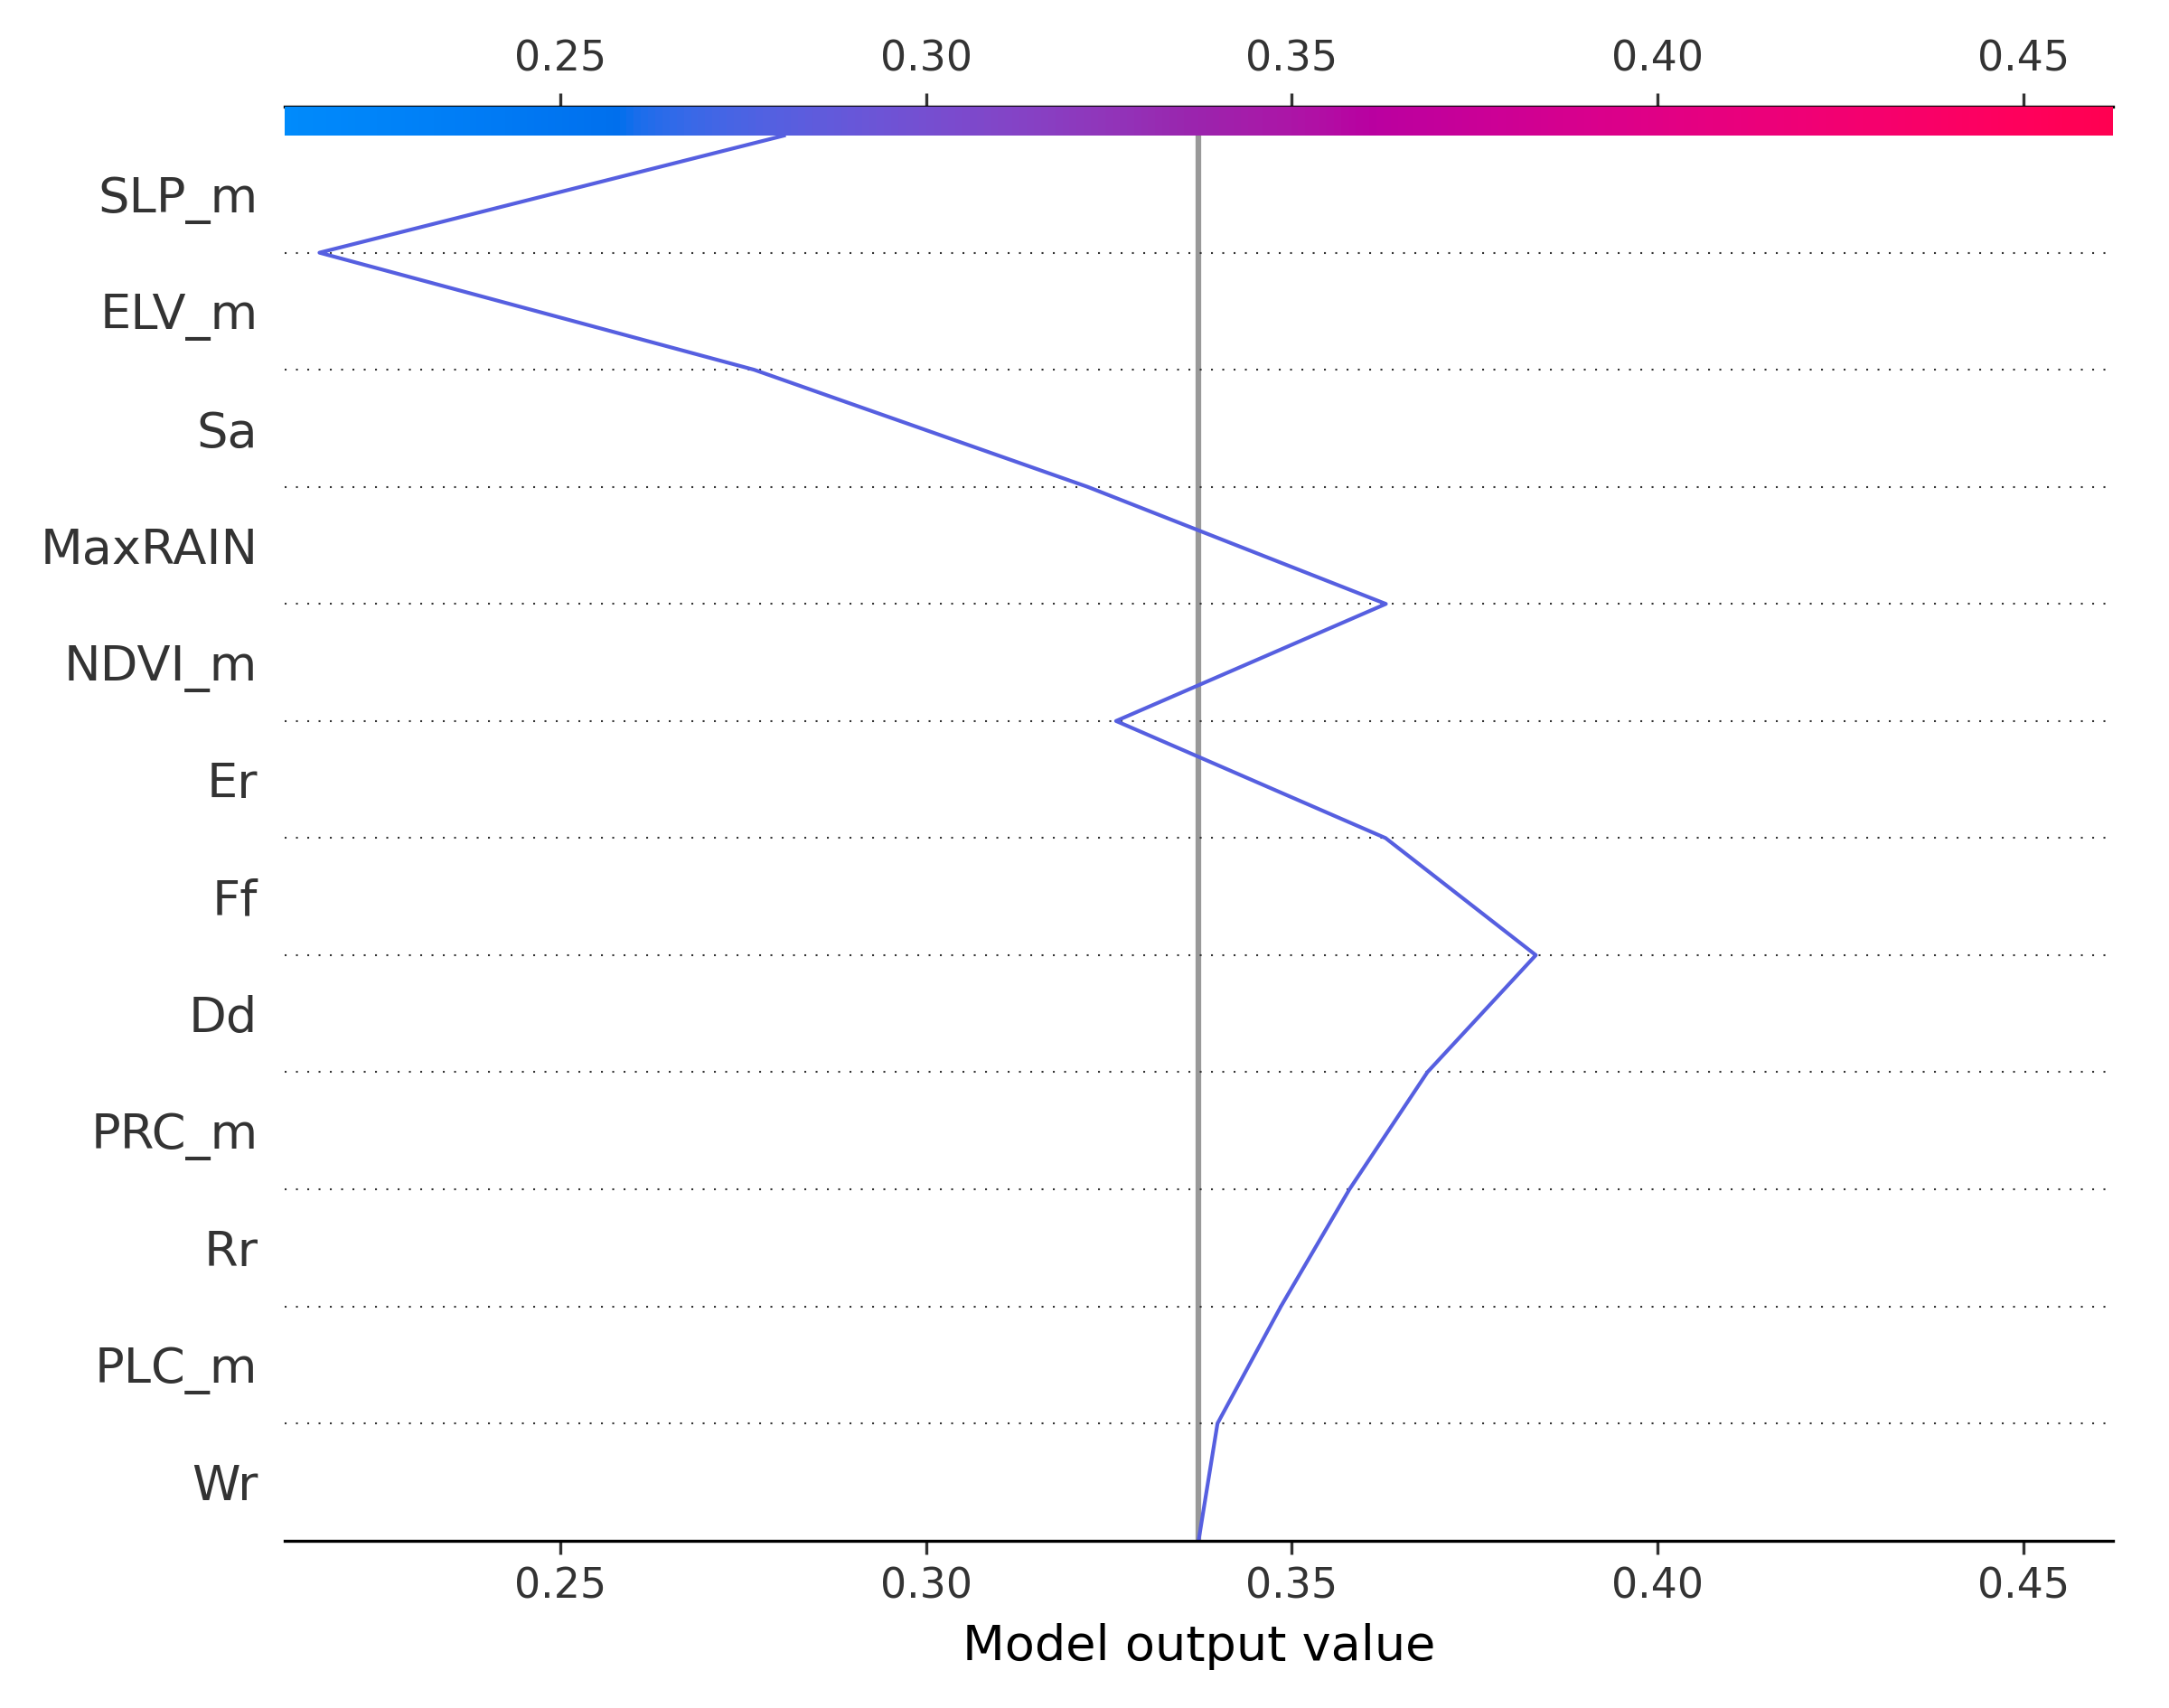 0.25 0.30 0.35 0.40 0.45
SLP_m
ELV_m
Sa
MaxRAIN
NDVI_m
Er
Ff
Dd
PRC_m
Rr
PLC_m
Wr
0.25 0.30 0.35 0.40 0.45
Model output value